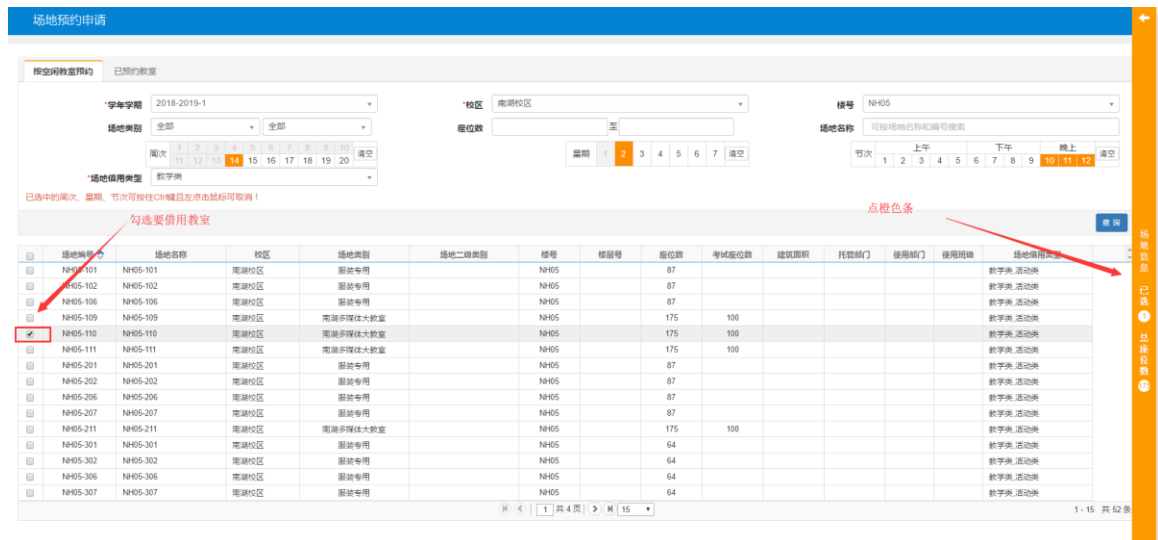 场地预约申请
按空闲教室预约 已预约教室
*学年学期 2018-2019-1 *校区 南湖校区 楼号 NH05
场地类别 全部 全部 座位数 至 场地名称 可按场地名称和编号搜索
周次 1 2 3 4 5 6 7 8 9 10 清空 星期 1 2 3 4 5 6 7 清空 节次 上午 下午 晚上 清空
11 12 13 14 15 16 17 18 19 20 1 2 3 4 5 6 7 8 9 10 11 12
*场地借用类型 教学类
已选中的周次、星期、节次可按住Ctrl键且左点击鼠标可取消！
勾选要借用教室 点橙色条
查询
场地编号 场地名称 校区 场地类别 场地二级类别 楼号 楼层号 座位数 考试座位数 建筑面积 托管部门 使用部门 使用班级 场地借用类型
NH05-101 NH05-101 南湖校区 服装专用 NH05 87 教学类,活动类
NH05-102 NH05-102 南湖校区 服装专用 NH05 87 教学类,活动类
NH05-106 NH05-106 南湖校区 服装专用 NH05 87 教学类,活动类
NH05-109 NH05-109 南湖校区 南湖多媒体大教室 NH05 175 100 教学类,活动类
NH05-110 NH05-110 南湖校区 南湖多媒体大教室 NH05 175 100 教学类,活动类
NH05-111 NH05-111 南湖校区 南湖多媒体大教室 NH05 175 100 教学类,活动类
NH05-201 NH05-201 南湖校区 服装专用 NH05 87 教学类,活动类
NH05-202 NH05-202 南湖校区 服装专用 NH05 87 教学类,活动类
NH05-206 NH05-206 南湖校区 服装专用 NH05 87 教学类,活动类
NH05-207 NH05-207 南湖校区 服装专用 NH05 87 教学类,活动类
NH05-211 NH05-211 南湖校区 南湖多媒体大教室 NH05 175 100 教学类,活动类
NH05-301 NH05-301 南湖校区 服装专用 NH05 64 教学类,活动类
NH05-302 NH05-302 南湖校区 服装专用 NH05 64 教学类,活动类
NH05-306 NH05-306 南湖校区 服装专用 NH05 64 教学类,活动类
NH05-307 NH05-307 南湖校区 服装专用 NH05 64 教学类,活动类
1 共 4 页 15 1 - 15 共 52 条
场地信息 已选 1 总座位数